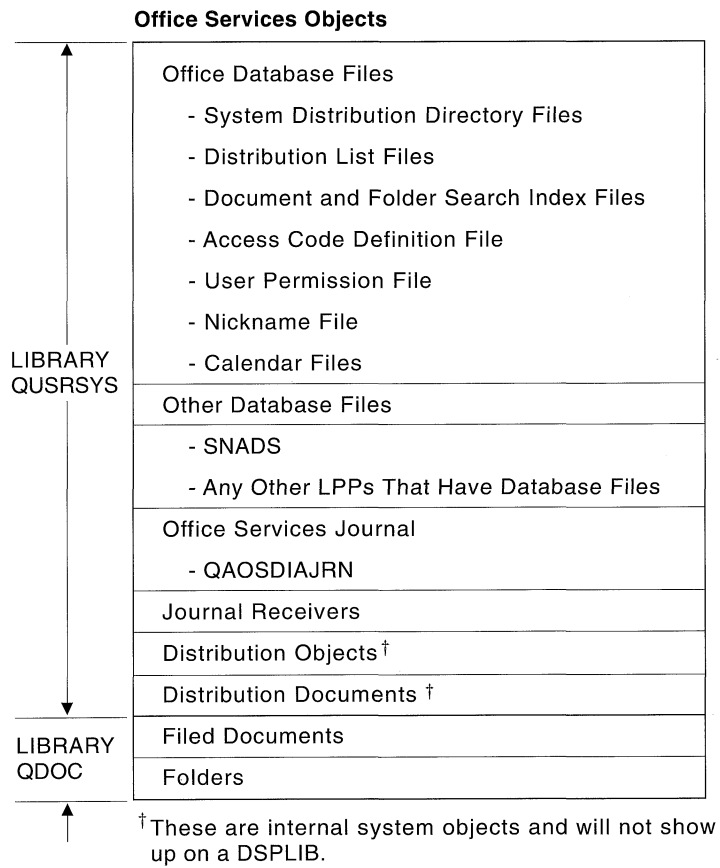 Office Services Objects
Office Database Files
- System Distribution Directory Files
- Distribution List Files
- Document and Folder Search Index Files
- Access Code Definition File
- User Permission File
- Nickname File
- Calendar Files
LIBRARY
QUSRSYS
Other Database Files
- SNADS
- Any Other LPPs That Have Database Files
Office Services Journal
- QAOSDIAJRN
Journal Receivers
Distribution Objects†
Distribution Documents †
LIBRARY
QDOC
Filed Documents
Folders
†These are internal system objects and will not show
up on a DSPLIB.